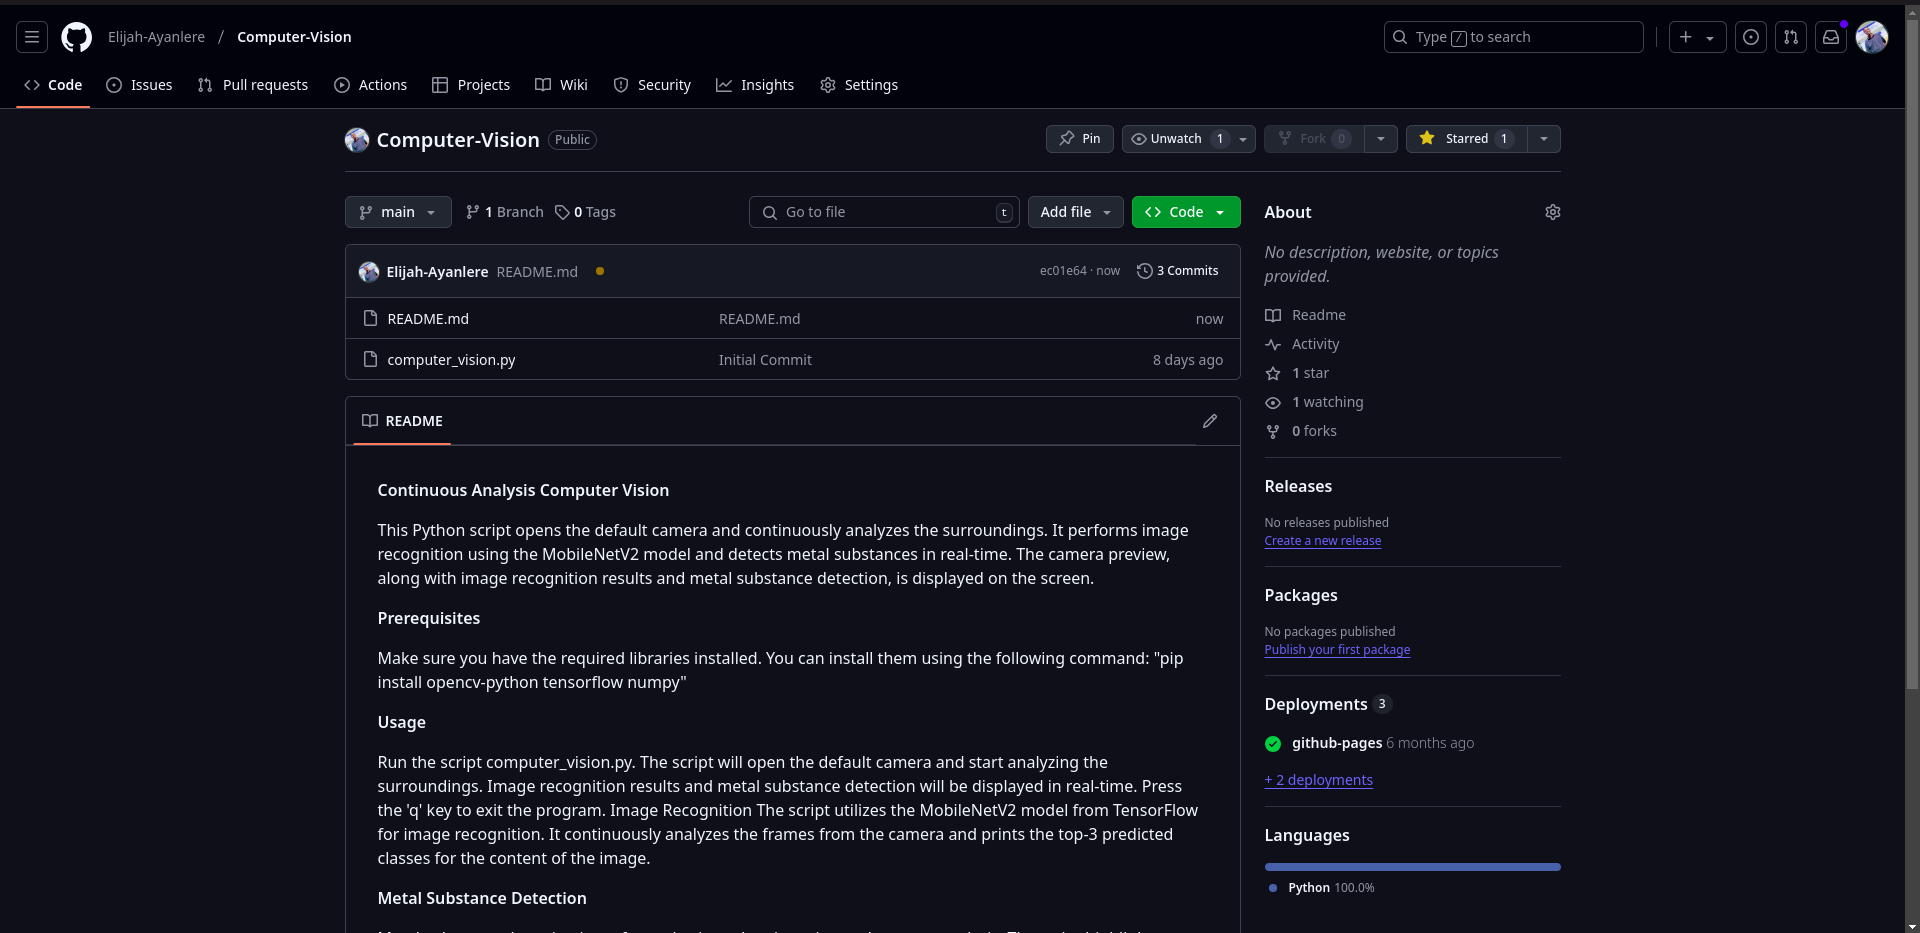 Elijah-Ayanlere / Computer-Vision
Type / to search
Code Issues Pull requests Actions Projects Wiki Security Insights Settings
Computer-Vision Public
Pin Unwatch 1 Fork 0 Starred 1
main 1 Branch 0 Tags Go to file t Add file Code
Elijah-Ayanlere README.md ec01e64 · now 3 Commits
README.md README.md now
computer_vision.py Initial Commit 8 days ago
README
Continuous Analysis Computer Vision
This Python script opens the default camera and continuously analyzes the surroundings. It performs image
recognition using the MobileNetV2 model and detects metal substances in real-time. The camera preview,
along with image recognition results and metal substance detection, is displayed on the screen.
Prerequisites
Make sure you have the required libraries installed. You can install them using the following command: "pip
install opencv-python tensorflow numpy"
Usage
Run the script computer_vision.py. The script will open the default camera and start analyzing the
surroundings. Image recognition results and metal substance detection will be displayed in real-time. Press
the 'q' key to exit the program. Image Recognition The script utilizes the MobileNetV2 model from TensorFlow
for image recognition. It continuously analyzes the frames from the camera and prints the top-3 predicted
classes for the content of the image.
Metal Substance Detection
About
No description, website, or topics
provided.
Readme
Activity
1 star
1 watching
0 forks
Releases
No releases published
Create a new release
Packages
No packages published
Publish your first package
Deployments 3
github-pages 6 months ago
+ 2 deployments
Languages
Python 100.0%